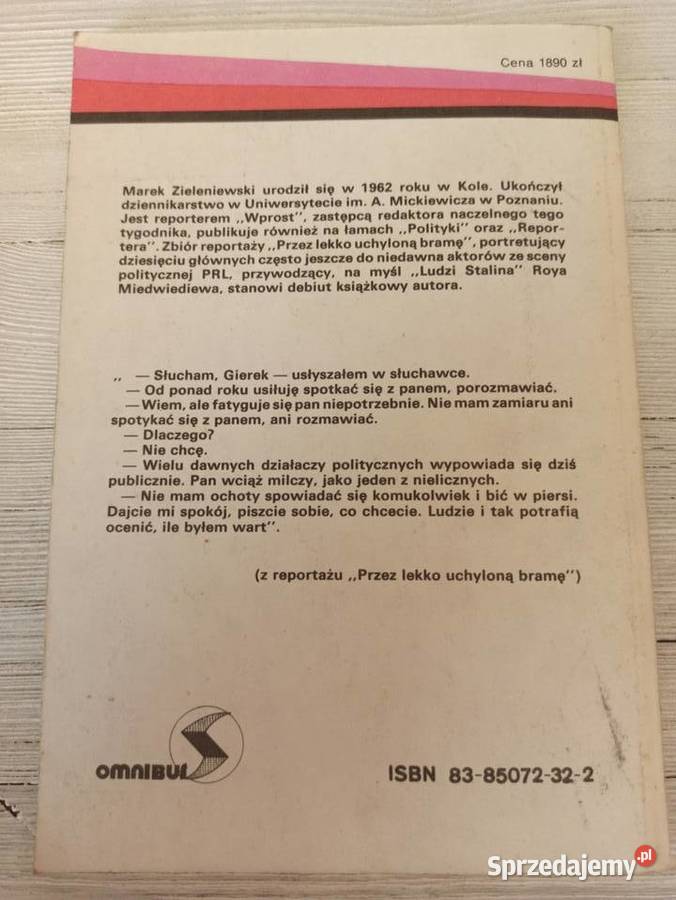 Cena 1890 zł
Marek Zieleniewski urodził się w 1962 roku w Kole. Ukończył
dziennikarstwo w Uniwersytecie im. A. Mickiewicza w Poznaniu.
Jest reporterem ,,Wprost", zastępcą redaktora naczelnego tego
tygodnika, publikuje również na łamach ,,Polityki" oraz ,,Repor-
tera". Zbiór reportaży ,,Przez lekko uchyloną bramę", portretujący
dziesięciu głównych często jeszcze do niedawna aktorów ze sceny
politycznej PRL, przywodzący, na myśl ,,Ludzi Stalina" Roya
Miedwiediewa, stanowi debiut książkowy autora.
,, — Słucham, Gierek — usłyszałem w słuchawce.
— Od ponad roku usiłuję spotkać się z panem, porozmawiać.
— Wiem, ale fatyguje się pan niepotrzebnie. Nie mam zamiaru ani
spotykać się z panem, ani rozmawiać.
— Dlaczego?
— Nie chcę.
— Wielu dawnych działaczy politycznych wypowiada się dziś
publicznie. Pan wciąż milczy, jako jeden z nielicznych.
— Nie mam ochoty spowiadać się komukolwiek i bić w piersi.
Dajcie mi spokój, piszcie sobie, co chcecie. Ludzie i tak potrafią
ocenić, ile byłem wart".
(z reportażu ,,Przez lekko uchyloną bramę")
OMNIBUS
ISBN 83-85072-32-2
Sprzedajemy.pl